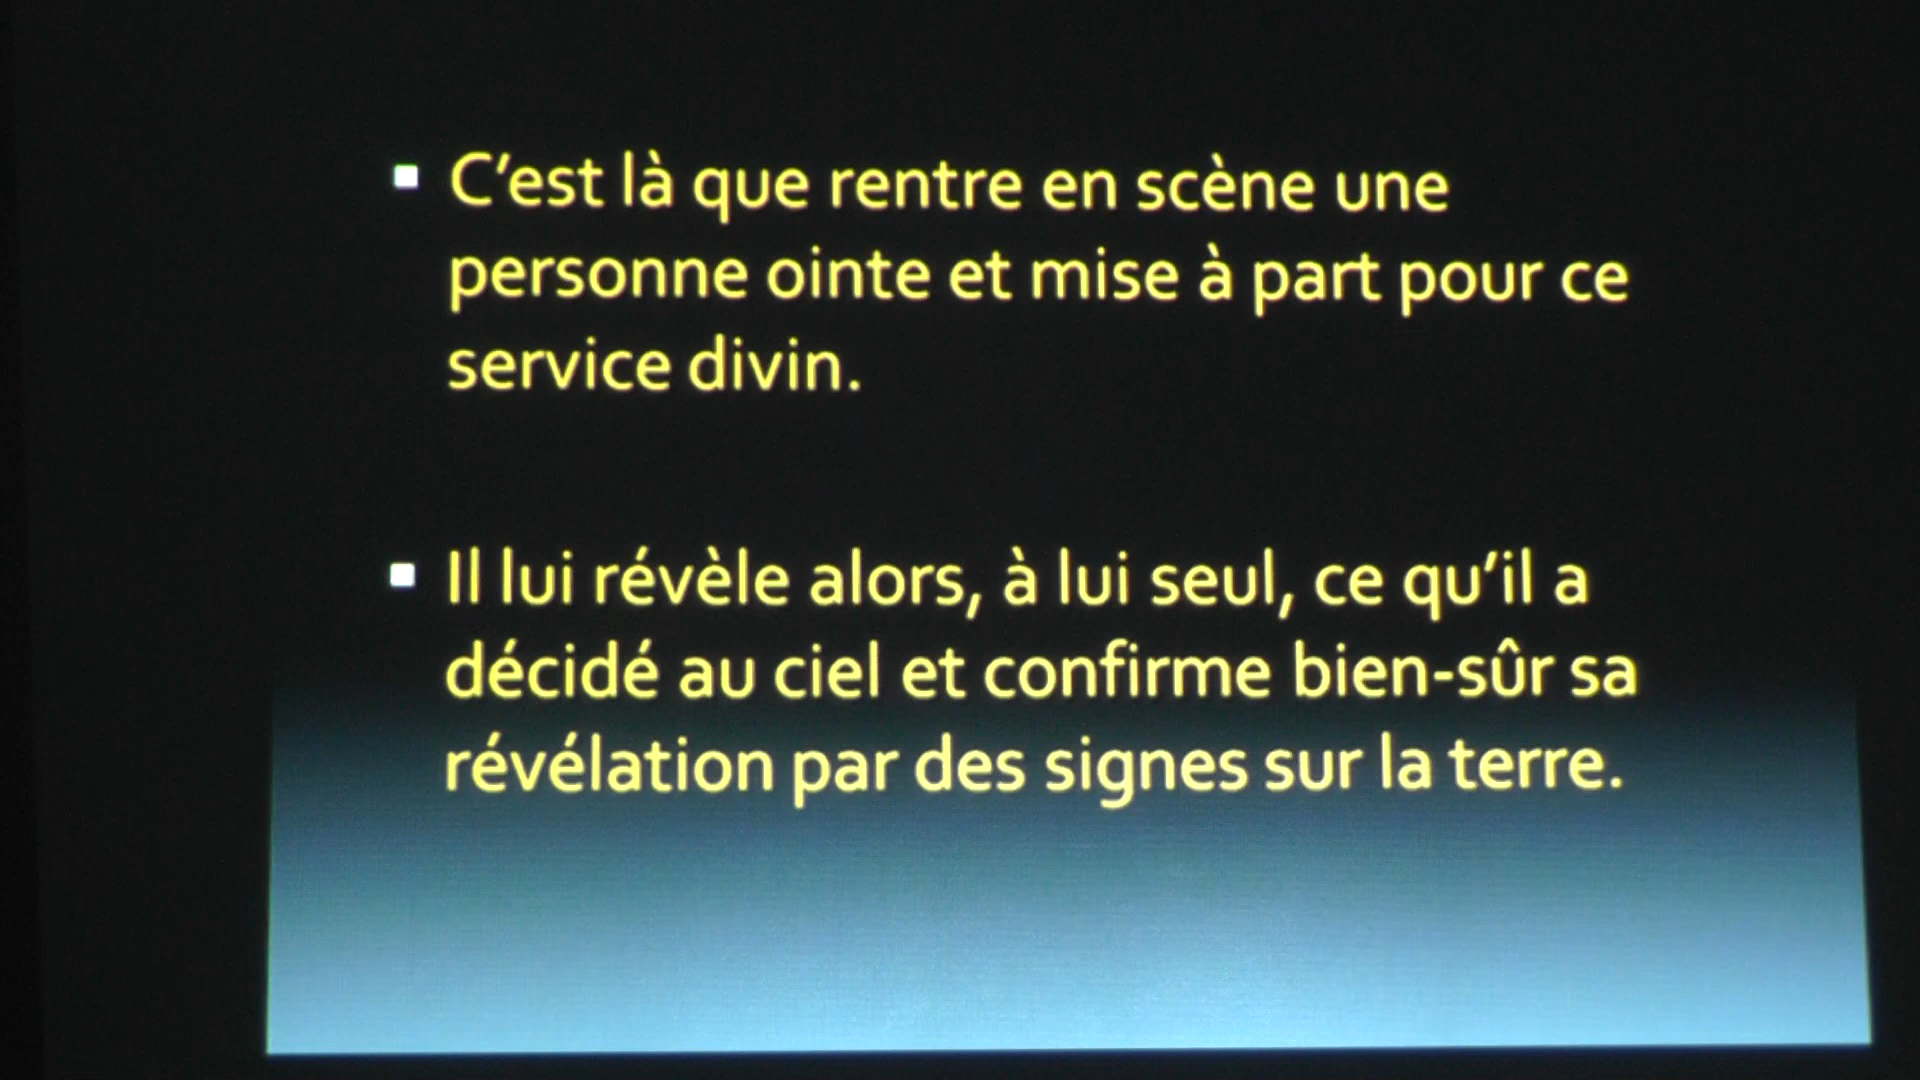 ▪ C’est là que rentre en scène une
personne ointe et mise à part pour ce
service divin.
▪ Il lui révèle alors, à lui seul, ce qu’il a
décidé au ciel et confirme bien-sûr sa
révélation par des signes sur la terre.